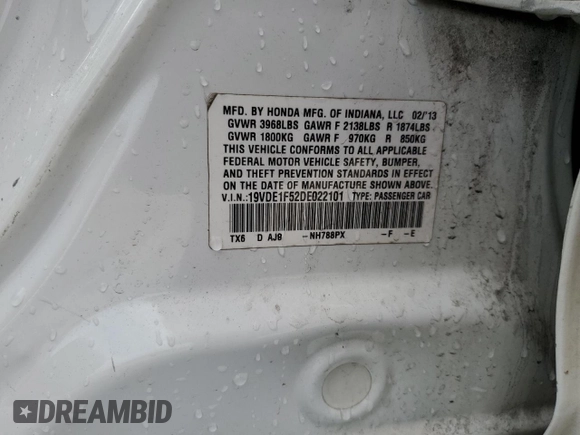 MFD. BY HONDA MFG. OF INDIANA, LLC 02/'13
GVWR 3968LBS GAWR F 2138LBS R 1874LBS
GVWR 1800KG GAWR F 970KG R 850KG
THIS VEHICLE CONFORMS TO ALL APPLICABLE
FEDERAL MOTOR VEHICLE SAFETY, BUMPER,
AND THEFT PREVENTION STANDARDS IN EFFECT
ON THE DATE OF MANUFACTURE SHOWN ABOVE.
V.I.N.:19VDE1F52DE022101 TYPE: PASSENGER CAR
TX6 D AJ9 -NH788PX -F -E
DREAMBID